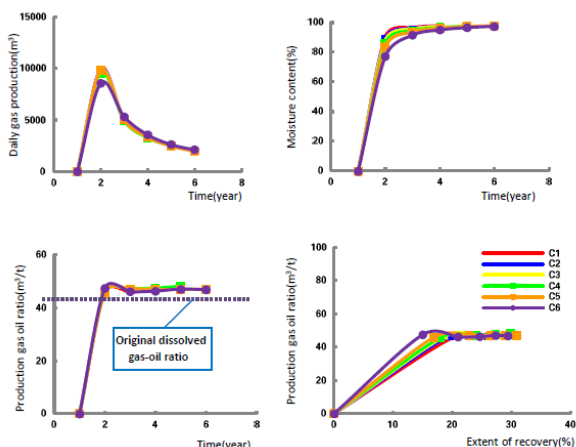 Daily gas production(m³)
15000
10000
5000
0
0 2 4 6 8
Time(year)
Moisture content(%)
100
80
60
40
20
0
0 2 4 6 8
Time(year)
Production gas oil ratio(m³/t)
60
40
20
0
0 2 4 6 8
Time(year)
Original dissolved
gas-oil ratio
Production gas oil ratio(m³/t)
100
80
60
40
20
0
0 10 20 30 40
Extent of recovery(%)
C1
C2
C3
C4
C5
C6